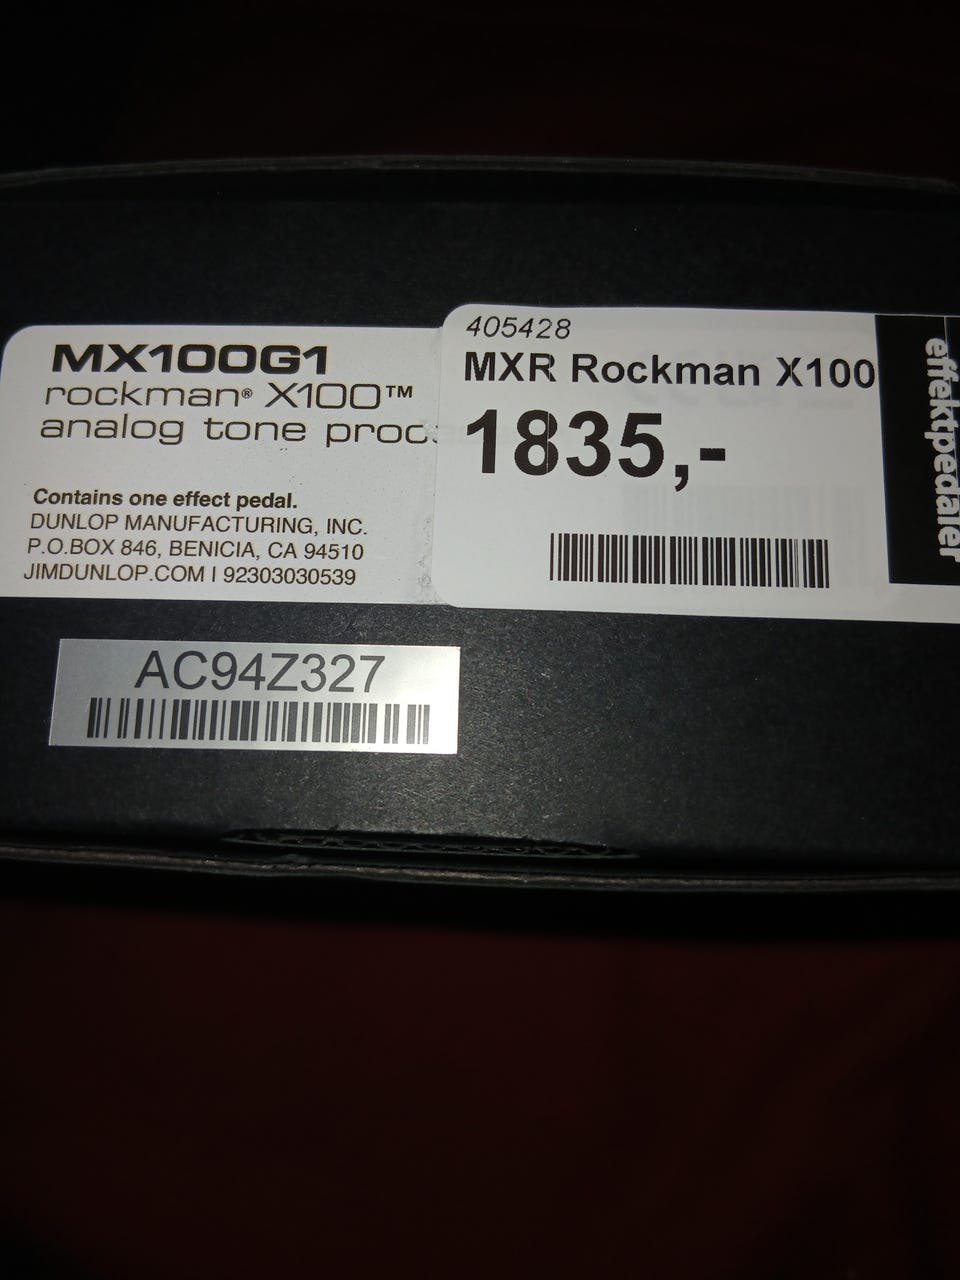 MX100G1
rockman® X100™
analog tone proc
Contains one effect pedal.
DUNLOP MANUFACTURING, INC.
P.O.BOX 846, BENICIA, CA 94510
JIMDUNLOP.COM I 92303030539
405428
MXR Rockman X100
1835,-
effektpedaler
AC94Z327